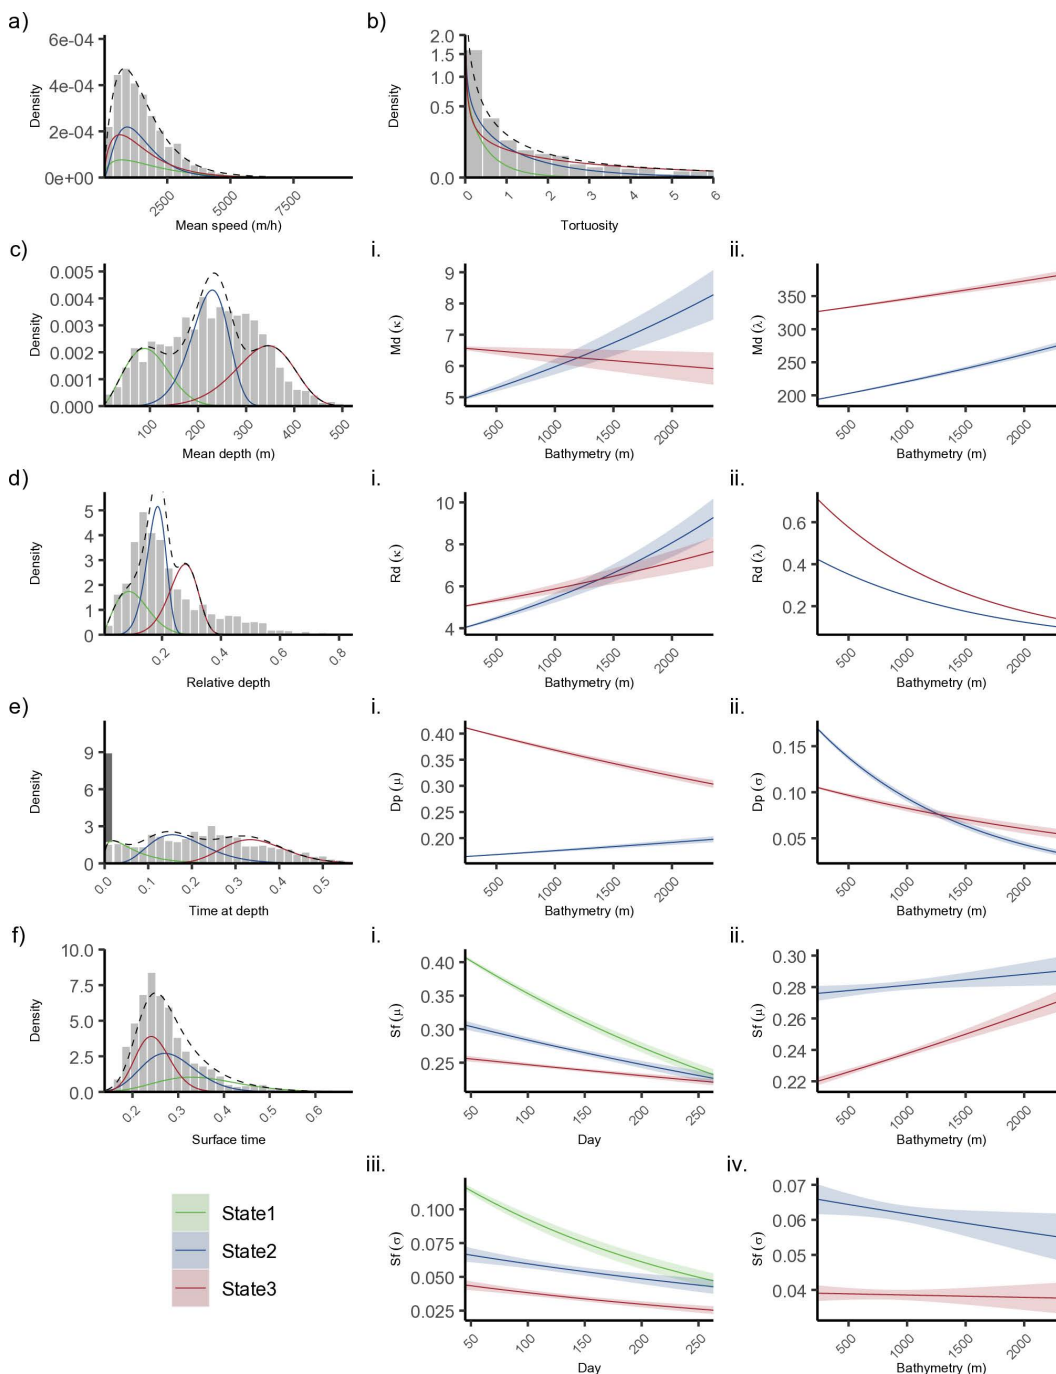 a)
6e-04
4e-04
2e-04
0e+00
Density
2500
5000
7500
Mean speed (m/h)
b)
2.0
1.5
1.0
0.5
0.0
Density
0
1
2
3
4
5
6
Tortuosity
c)
0.005
0.004
0.003
0.002
0.001
0.000
Density
100
200
300
400
500
Mean depth (m)
i.
9
8
7
6
5
Md (κ)
500
1000
1500
2000
Bathymetry (m)
ii.
350
300
250
200
Md (λ)
500
1000
1500
2000
Bathymetry (m)
d)
5
4
3
2
1
0
Density
0.2
0.4
0.6
0.8
Relative depth
i.
10
8
6
4
Rd (κ)
500
1000
1500
2000
Bathymetry (m)
ii.
0.6
0.4
0.2
Rd (λ)
500
1000
1500
2000
Bathymetry (m)
e)
9
6
3
0
Density
0.0
0.1
0.2
0.3
0.4
0.5
Time at depth
i.
0.40
0.30
0.25
0.20
Dp (μ)
500
1000
1500
2000
Bathymetry (m)
ii.
0.15
0.10
0.05
Dp (σ)
500
1000
1500
2000
Bathymetry (m)
f)
10.0
7.5
5.0
2.5
0.0
Density
0.2
0.3
0.4
0.5
0.6
Surface time
i.
0.40
0.35
0.30
0.25
Sf (μ)
50
100
150
200
250
Day
ii.
0.30
0.28
0.26
0.24
0.22
Sf (μ)
500
1000
1500
2000
Bathymetry (m)
State1
State2
State3
iii.
0.100
0.075
0.050
0.025
Sf (σ)
50
100
150
200
250
Day
iv.
0.07
0.06
0.05
0.04
Sf (σ)
500
1000
1500
2000
Bathymetry (m)